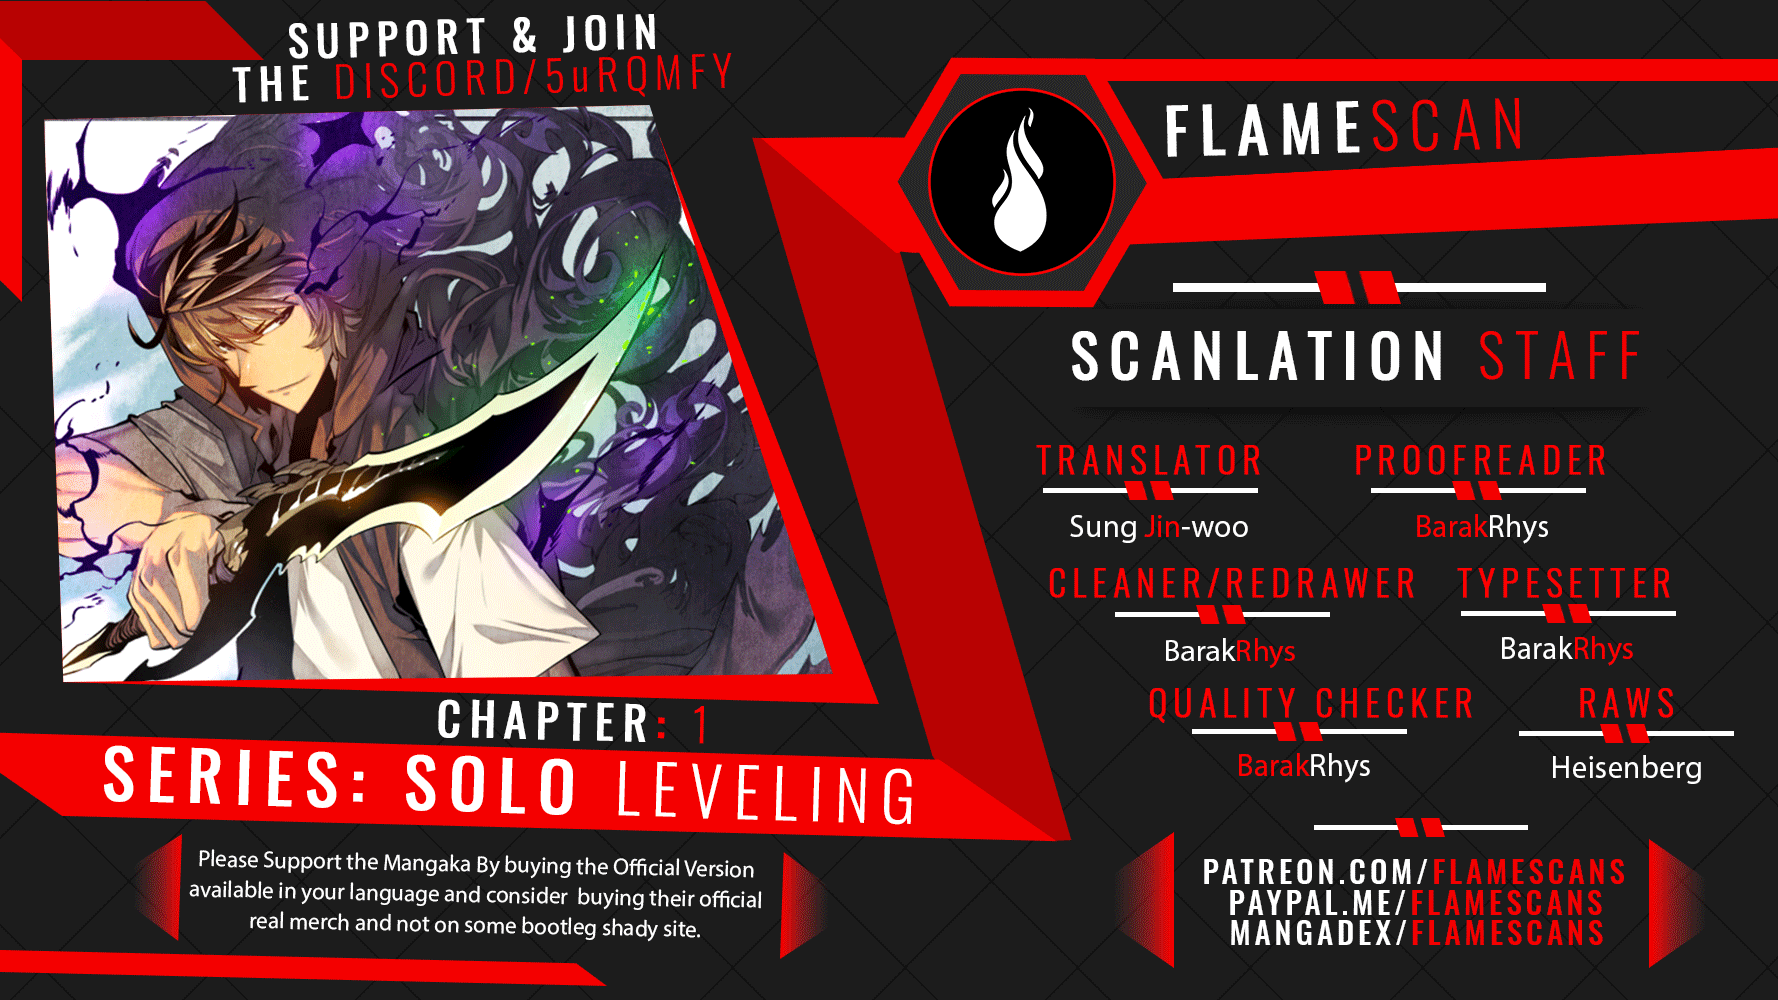 SUPPORT & JOIN
THE DISCORD/5uRQMFY
FLAMESCAN
SCANLATION STAFF
TRANSLATOR
Sung Jin-woo
PROOFREADER
BarakRhys
CLEANER/REDRAWER
BarakRhys
TYPESETTER
BarakRhys
QUALITY CHECKER
BarakRhys
RAWS
Heisenberg
CHAPTER: 1
SERIES: SOLO LEVELING
Please Support the Mangaka By buying the Official Version
available in your language and consider buying their official
real merch and not on some bootleg shady site.
PATREON.COM/FLAMESCANS
PAYPAL.ME/FLAMESCANS
MANGADEX/FLAMESCANS